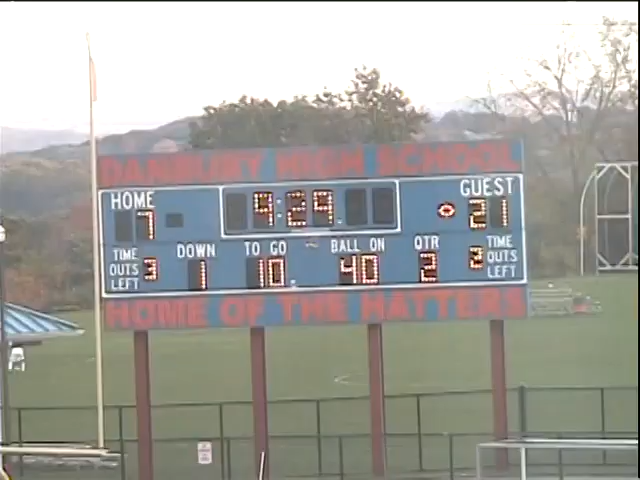 DANBURY HIGH SCHOOL
HOME 7 9:29 GUEST 21
TIME OUTS LEFT 3 DOWN 1 TO GO 10 BALL ON 40 QTR 2 3 TIME OUTS LEFT
HOME OF THE HATTERS